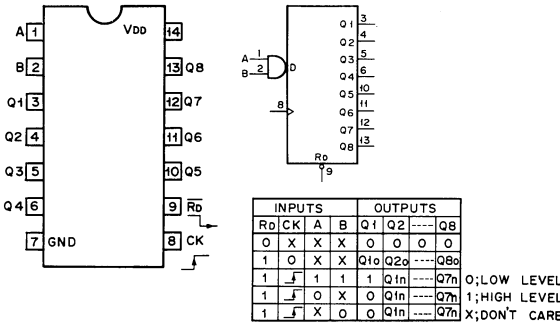 VDD
A 1
14
B 2
13 Q8
Q1 3
12 Q7
Q2 4
11 Q6
Q3 5
10 Q5
Q4 6
9 RD
7 GND
8 CK
A 1
B 2
D
8
Q1 3
Q2 4
Q3 5
Q4 6
Q5 10
Q6 11
Q7 12
Q8 13
RD
9
INPUTS OUTPUTS
RD CK A B Q1 Q2 ---- Q8
0 X X X 0 0 0 0
1 0 X X Q10 Q20 ---- Q80
1 1 1 1 Q1n ---- Q7n 0;LOW LEVEL
1 0 X 0 Q1n ---- Q7n 1;HIGH LEVEL
1 X 0 0 Q1n ---- Q7n X;DON'T CARE